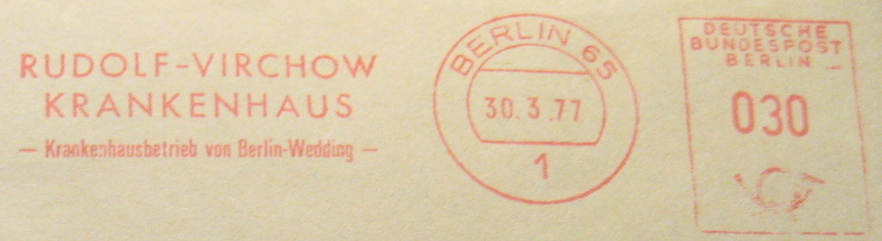 RUDOLF-VIRCHOW
KRANKENHAUS
— Krankenhausbetrieb von Berlin-Wedding —
BERLIN 65
30.3.77
1
DEUTSCHE
BUNDESPOST
BERLIN
030